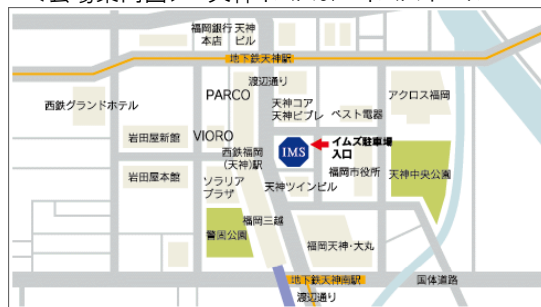 福岡銀行
本店
天神
ビル
地下鉄天神駅
渡辺通り
PARCO
西鉄グランドホテル
天神コア
天神ビブレ
ベスト電器
アクロス福岡
岩田屋新館
VIORO
西鉄福岡
(天神)駅
IMS
イムズ駐車場
入口
岩田屋本館
ソラリア
プラザ
天神ツインビル
福岡市役所
天神中央公園
福岡三越
警固公園
福岡天神・大丸
地下鉄天神南駅
国体道路
渡辺通り